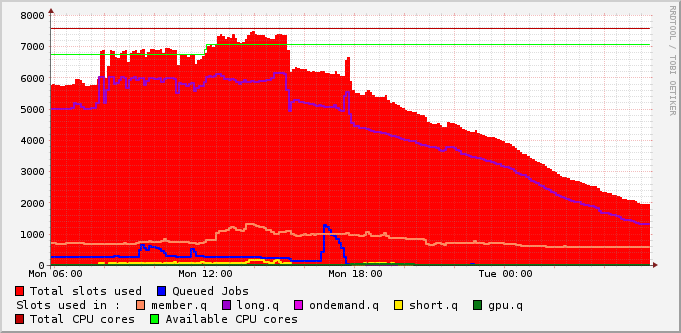 8000
7000
6000
5000
4000
3000
2000
1000
0
Mon 06:00 Mon 12:00 Mon 18:00 Tue 00:00
RRDTOOL / TOBI OETIKER
Total slots used Queued Jobs
Slots used in : member.q long.q ondemand.q short.q gpu.q
Total CPU cores Available CPU cores